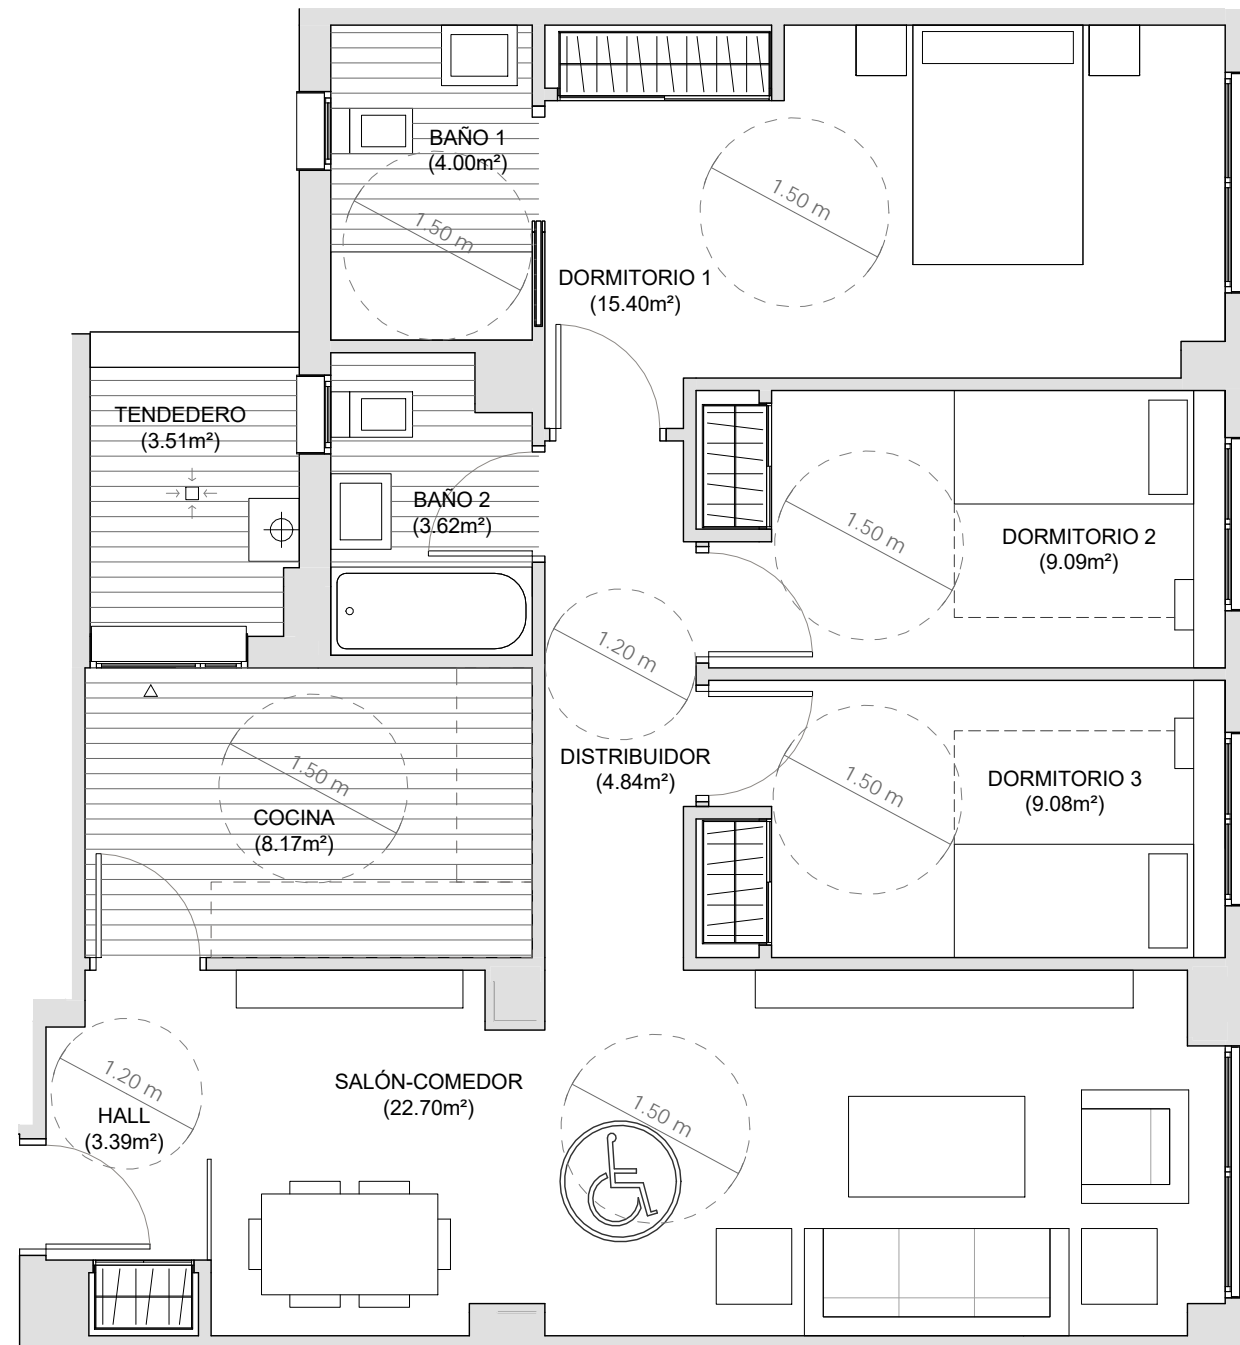 BAÑO 1
(4.00m²)
1.50 m
1.50 m
DORMITORIO 1
(15.40m²)
TENDEDERO
(3.51m²)
BAÑO 2
(3.62m²)
1.50 m
DORMITORIO 2
(9.09m²)
1.20 m
DISTRIBUIDOR
(4.84m²)
1.50 m
COCINA
(8.17m²)
1.50 m
DORMITORIO 3
(9.08m²)
1.20 m
HALL
(3.39m²)
SALÓN-COMEDOR
(22.70m²)
1.50 m